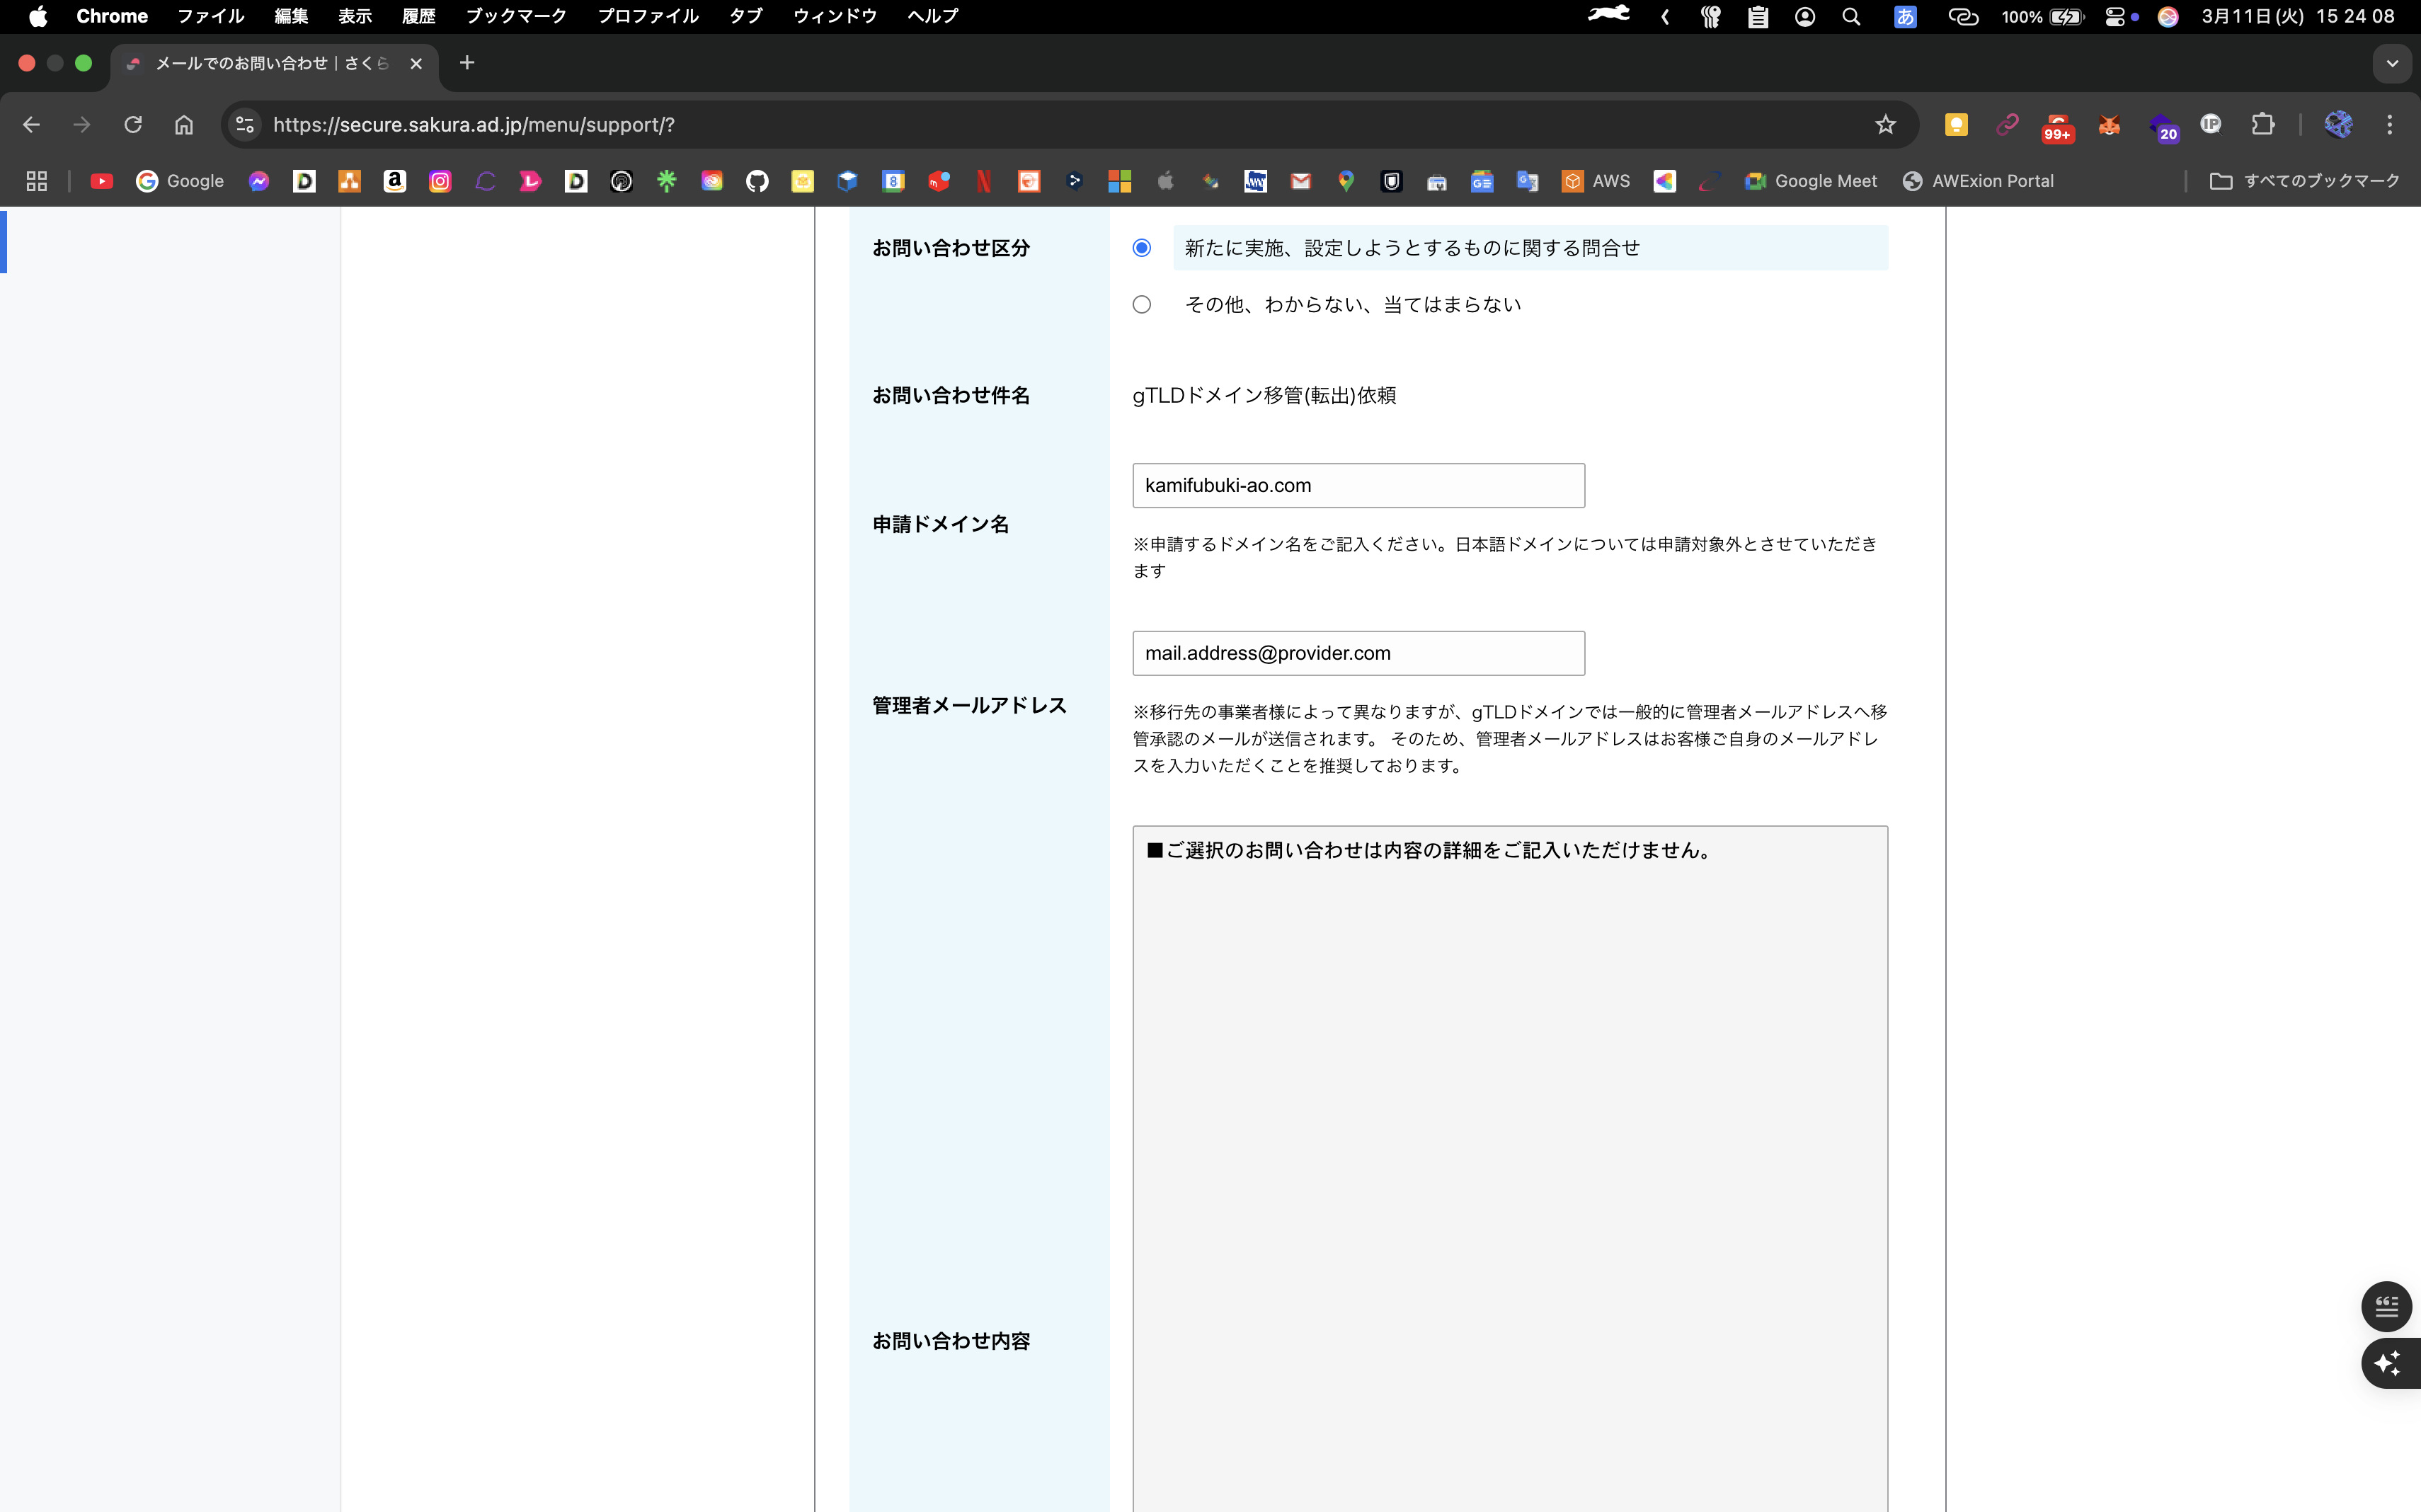 Chrome ファイル 編集 表示 履歴 ブックマーク プロファイル タブ ウィンドウ ヘルプ あ 100% 3月11日(火) 15 24 08
メールでのお問い合わせ｜さくら
https://secure.sakura.ad.jp/menu/support/? 99+ 20 IP
Google AWS Google Meet AWExion Portal すべてのブックマーク
お問い合わせ区分
新たに実施、設定しようとするものに関する問合せ
その他、わからない、当てはまらない
お問い合わせ件名
gTLDドメイン移管(転出)依頼
申請ドメイン名
kamifubuki-ao.com
※申請するドメイン名をご記入ください。日本語ドメインについては申請対象外とさせていただき
ます
管理者メールアドレス
mail.address@provider.com
※移行先の事業者様によって異なりますが、gTLDドメインでは一般的に管理者メールアドレスへ移
管承認のメールが送信されます。 そのため、管理者メールアドレスはお客様ご自身のメールアドレ
スを入力いただくことを推奨しております。
お問い合わせ内容
■ご選択のお問い合わせは内容の詳細をご記入いただけません。